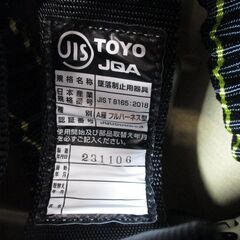 JIS TOYO
JQA
規格名称 墜落制止用器具
日本産業規格 JIS T 8165:2018
種類 A種 フルハーネス型
認証番号
使用開始及び部品取替え年月を必ずご記入ください。
231106